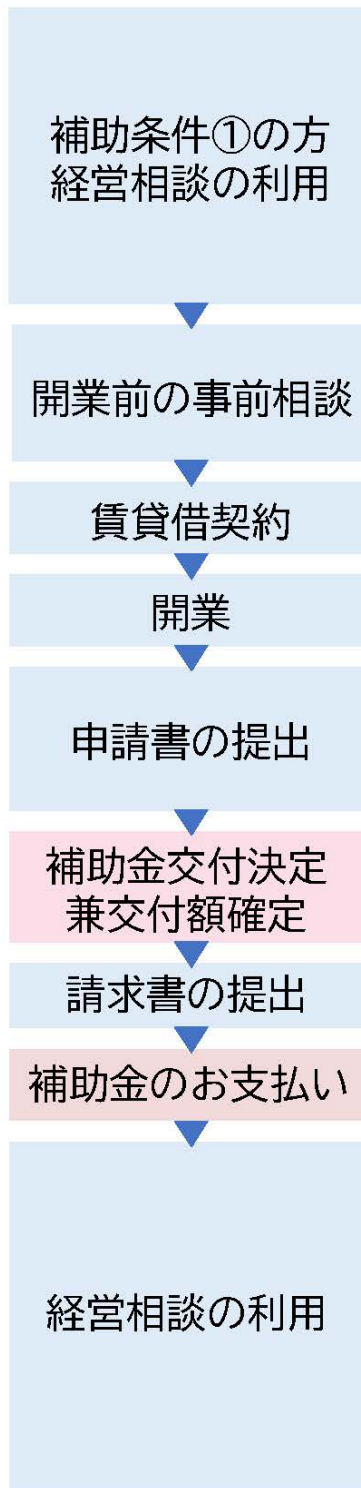 補助条件①の方
経営相談の利用
開業前の事前相談
賃貸借契約
開業
申請書の提出
補助金交付決定
兼交付額確定
請求書の提出
補助金のお支払い
経営相談の利用